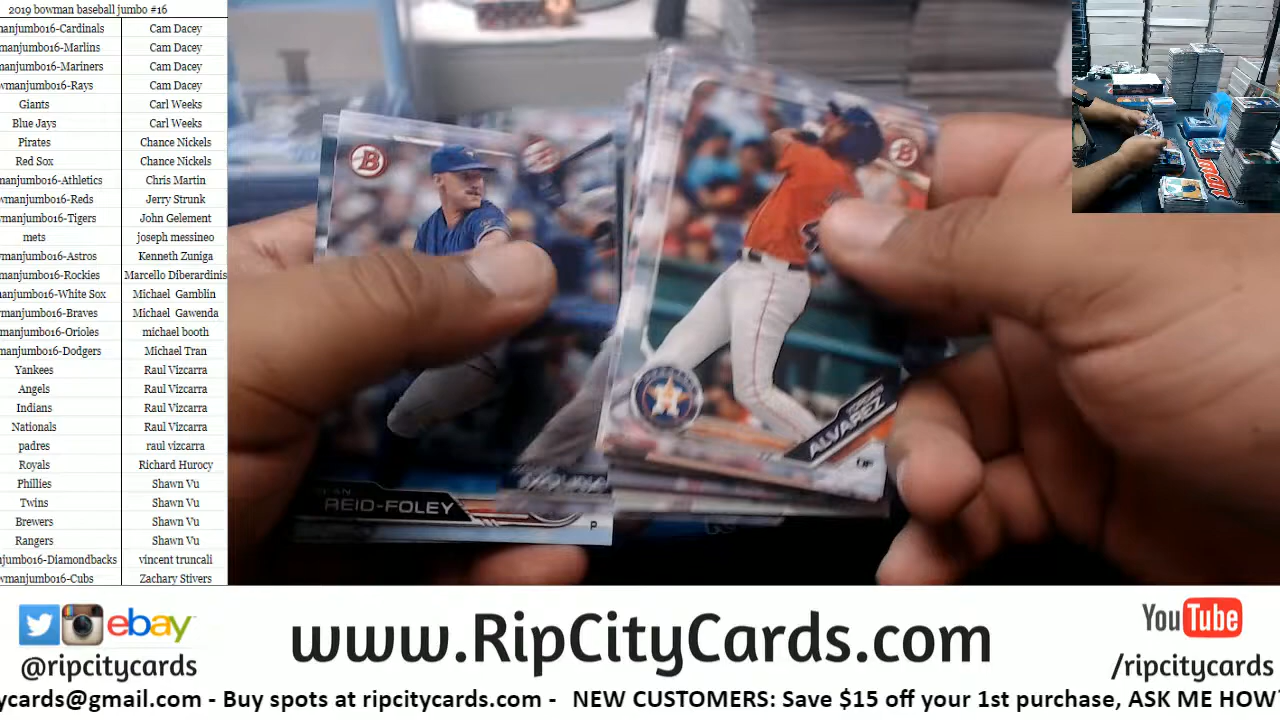 2019 bowman baseball jumbo #16
manjumbo16-Cardinals Cam Dacey
manjumbo16-Marlins Cam Dacey
manjumbo16-Mariners Cam Dacey
wmanjumbo16-Rays Cam Dacey
Giants Carl Weeks
Blue Jays Carl Weeks
Pirates Chance Nickels
Red Sox Chance Nickels
manjumbo16-Athletics Chris Martin
wmanjumbo16-Reds Jerry Strunk
wmanjumbo16-Tigers John Gelement
mets joseph messineo
wmanjumbo16-Astros Kenneth Zuniga
manjumbo16-Rockies Marcello Diberardinis
manjumbo16-White Sox Michael Gamblin
wmanjumbo16-Braves Michael Gawenda
manjumbo16-Orioles michael booth
manjumbo16-Dodgers Michael Tran
Yankees Raul Vizcarra
Angels Raul Vizcarra
Indians Raul Vizcarra
Nationals Raul Vizcarra
padres raul vizcarra
Royals Richard Hurocy
Phillies Shawn Vu
Twins Shawn Vu
Brewers Shawn Vu
Rangers Shawn Vu
njumbo16-Diamondbacks vincent truncali
wmanjumbo16-Cubs Zachary Stivers
B
B
B
ALVAREZ
OF
REID-FOLEY
P
ebay
@ripcitycards
www.RipCityCards.com
YouTube
/ripcitycards
ycards@gmail.com - Buy spots at ripcitycards.com - NEW CUSTOMERS: Save $15 off your 1st purchase, ASK ME HOW